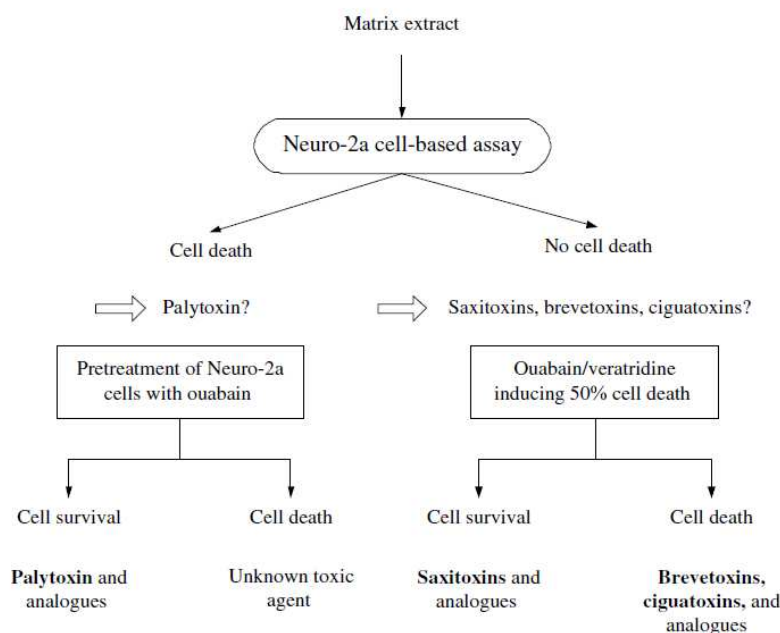 Matrix extract
Neuro-2a cell-based assay
Cell death
No cell death
Palytoxin?
Saxitoxins, brevetoxins, ciguatoxins?
Pretreatment of Neuro-2a
cells with ouabain
Ouabain/veratridine
inducing 50% cell death
Cell survival
Cell death
Cell survival
Cell death
Palytoxin and
analogues
Unknown toxic
agent
Saxitoxins and
analogues
Brevetoxins,
ciguatoxins, and
analogues